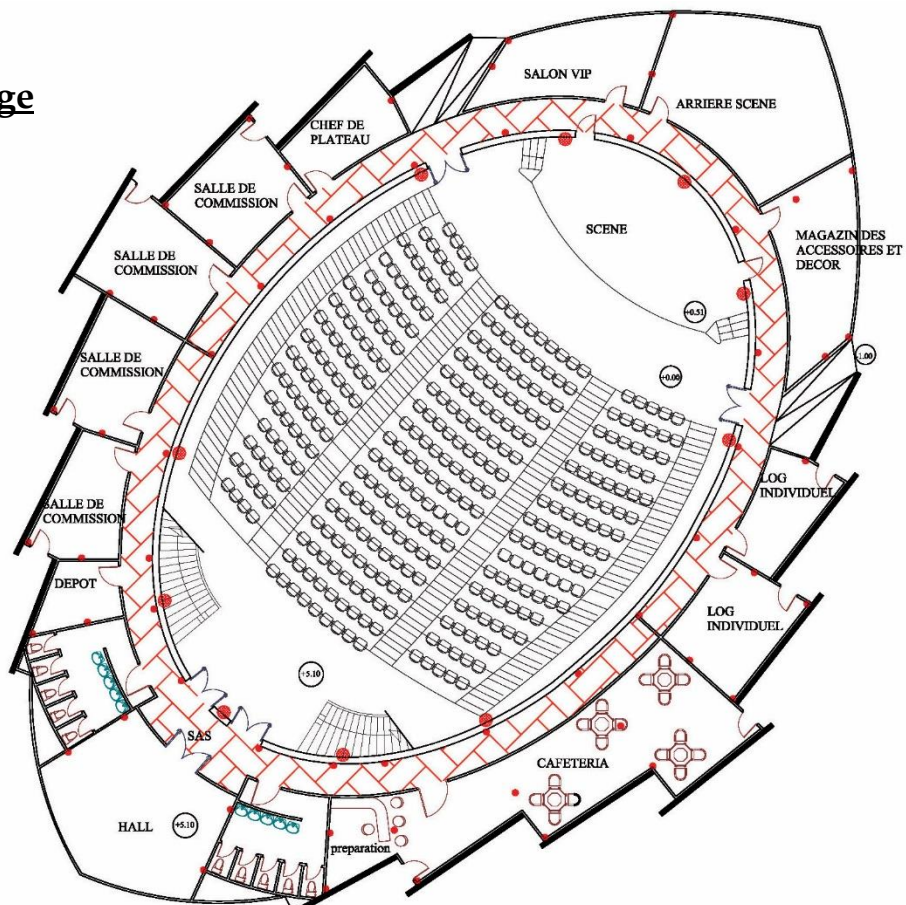 ge
SALON VIP
ARRIERE SCENE
CHEF DE
PLATEAU
SALLE DE
COMMISSION
SCENE
MAGAZIN DES
ACCESSOIRES ET
DECOR
SALLE DE
COMMISSION
+0.51
-1.00
SALLE DE
COMMISSION
+0.00
LOG
INDIVIDUEL
SALLE DE
COMMISSION
DEPOT
LOG
INDIVIDUEL
+5.10
SAS
CAFETERIA
HALL
+5.10
preparation